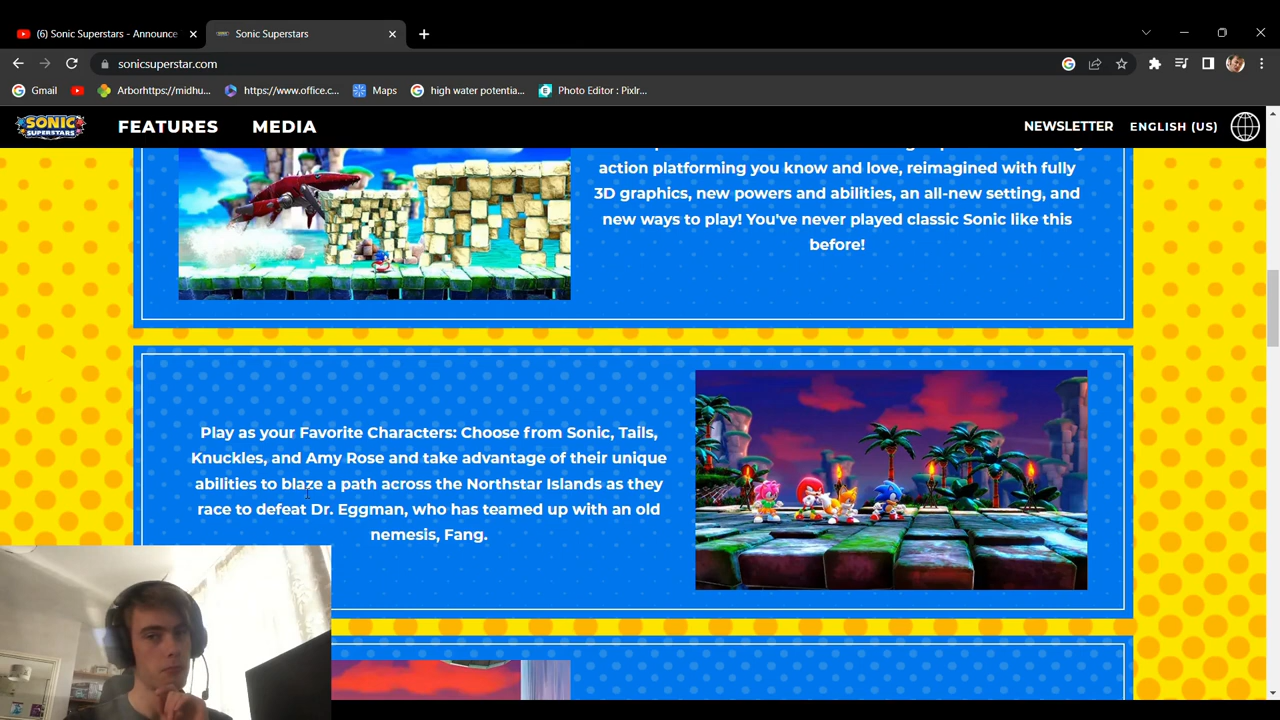 (6) Sonic Superstars - Announce
Sonic Superstars
sonicsuperstar.com
Gmail
Arborhttps://midhu...
https://www.office.c...
Maps
high water potentia...
Photo Editor : Pixlr...
SONIC
SUPERSTARS
FEATURES
MEDIA
NEWSLETTER
ENGLISH (US)
action platforming you know and love, reimagined with fully
3D graphics, new powers and abilities, an all-new setting, and
new ways to play! You've never played classic Sonic like this
before!
Play as your Favorite Characters: Choose from Sonic, Tails,
Knuckles, and Amy Rose and take advantage of their unique
abilities to blaze a path across the Northstar Islands as they
race to defeat Dr. Eggman, who has teamed up with an old
nemesis, Fang.